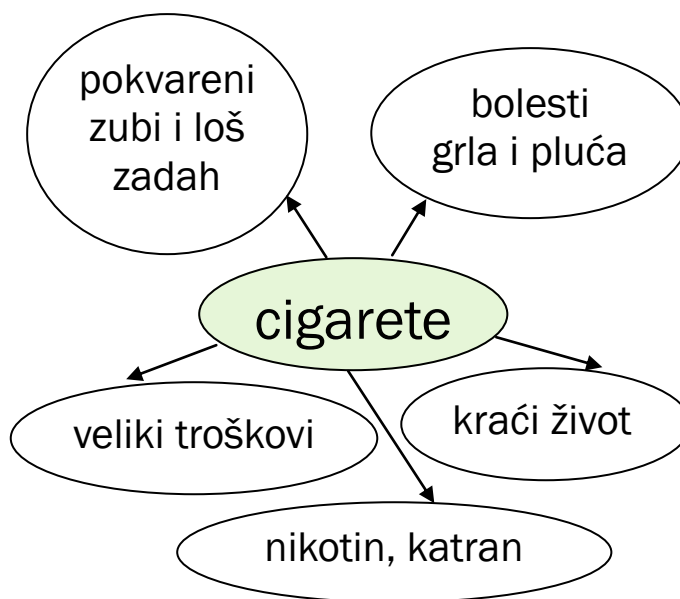 pokvareni
zubi i loš
zadah
bolesti
grla i pluća
cigarete
veliki troškovi
kraći život
nikotin, katran